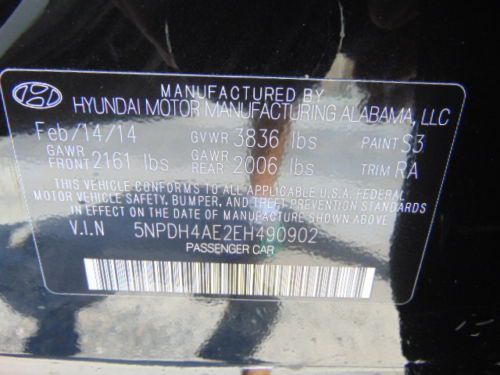 MANUFACTURED BY
HYUNDAI MOTOR MANUFACTURING ALABAMA, LLC
Feb/14/14 GVWR 3836 lbs PAINT S3
GAWR FRONT 2161 lbs GAWR REAR 2006 lbs TRIM RA
THIS VEHICLE CONFORMS TO ALL APPLICABLE U.S.A. FEDERAL
MOTOR VEHICLE SAFETY, BUMPER, AND THEFT PREVENTION STANDARDS
IN EFFECT ON THE DATE OF MANUFACTURE SHOWN ABOVE.
V.I.N 5NPDH4AE2EH490902
PASSENGER CAR